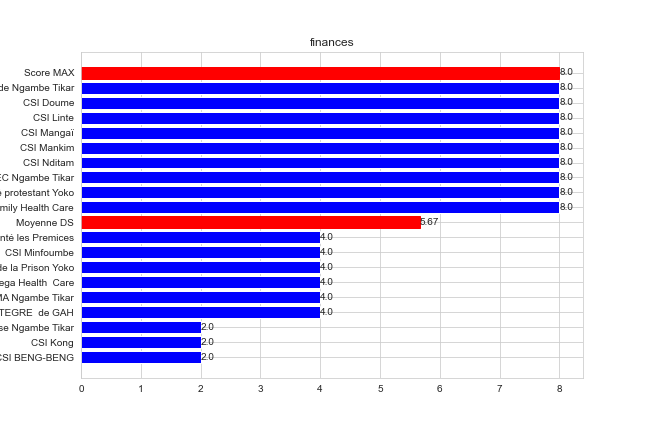 finances
Score MAX 8.0
de Ngambe Tikar 8.0
CSI Doume 8.0
CSI Linte 8.0
CSI Mangaï 8.0
CSI Mankim 8.0
CSI Nditam 8.0
EC Ngambe Tikar 8.0
protestant Yoko 8.0
mily Health Care 8.0
Moyenne DS 5.67
nté les Premices 4.0
CSI Minfoumbe 4.0
de la Prison Yoko 4.0
ega Health Care 4.0
MA Ngambe Tikar 4.0
TEGRE de GAH 4.0
se Ngambe Tikar 2.0
CSI Kong 2.0
CSI BENG-BENG 2.0
0 1 2 3 4 5 6 7 8